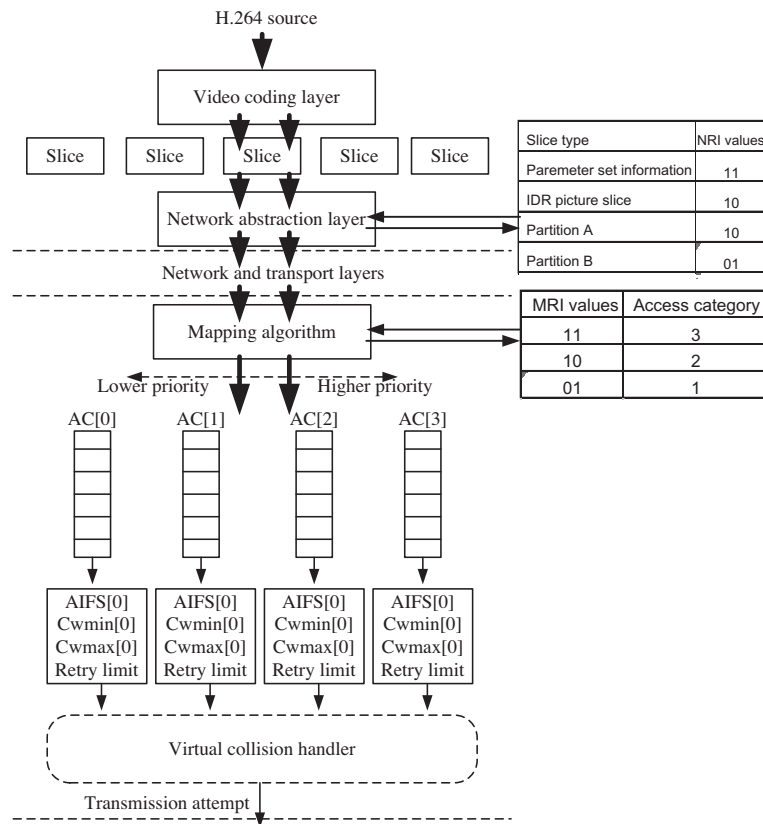 H.264 source
Video coding layer
Slice Slice Slice Slice Slice
Slice type NRI values
Paremeter set information 11
IDR picture slice 10
Partition A 10
Partition B 01
Network abstraction layer
Network and transport layers
MRI values Access category
11 3
10 2
01 1
Mapping algorithm
Lower priority Higher priority
AC[0] AC[1] AC[2] AC[3]
AIFS[0] AIFS[0] AIFS[0] AIFS[0]
Cwmin[0] Cwmin[0] Cwmin[0] Cwmin[0]
Cwmax[0] Cwmax[0] Cwmax[0] Cwmax[0]
Retry limit Retry limit Retry limit Retry limit
Virtual collision handler
Transmission attempt